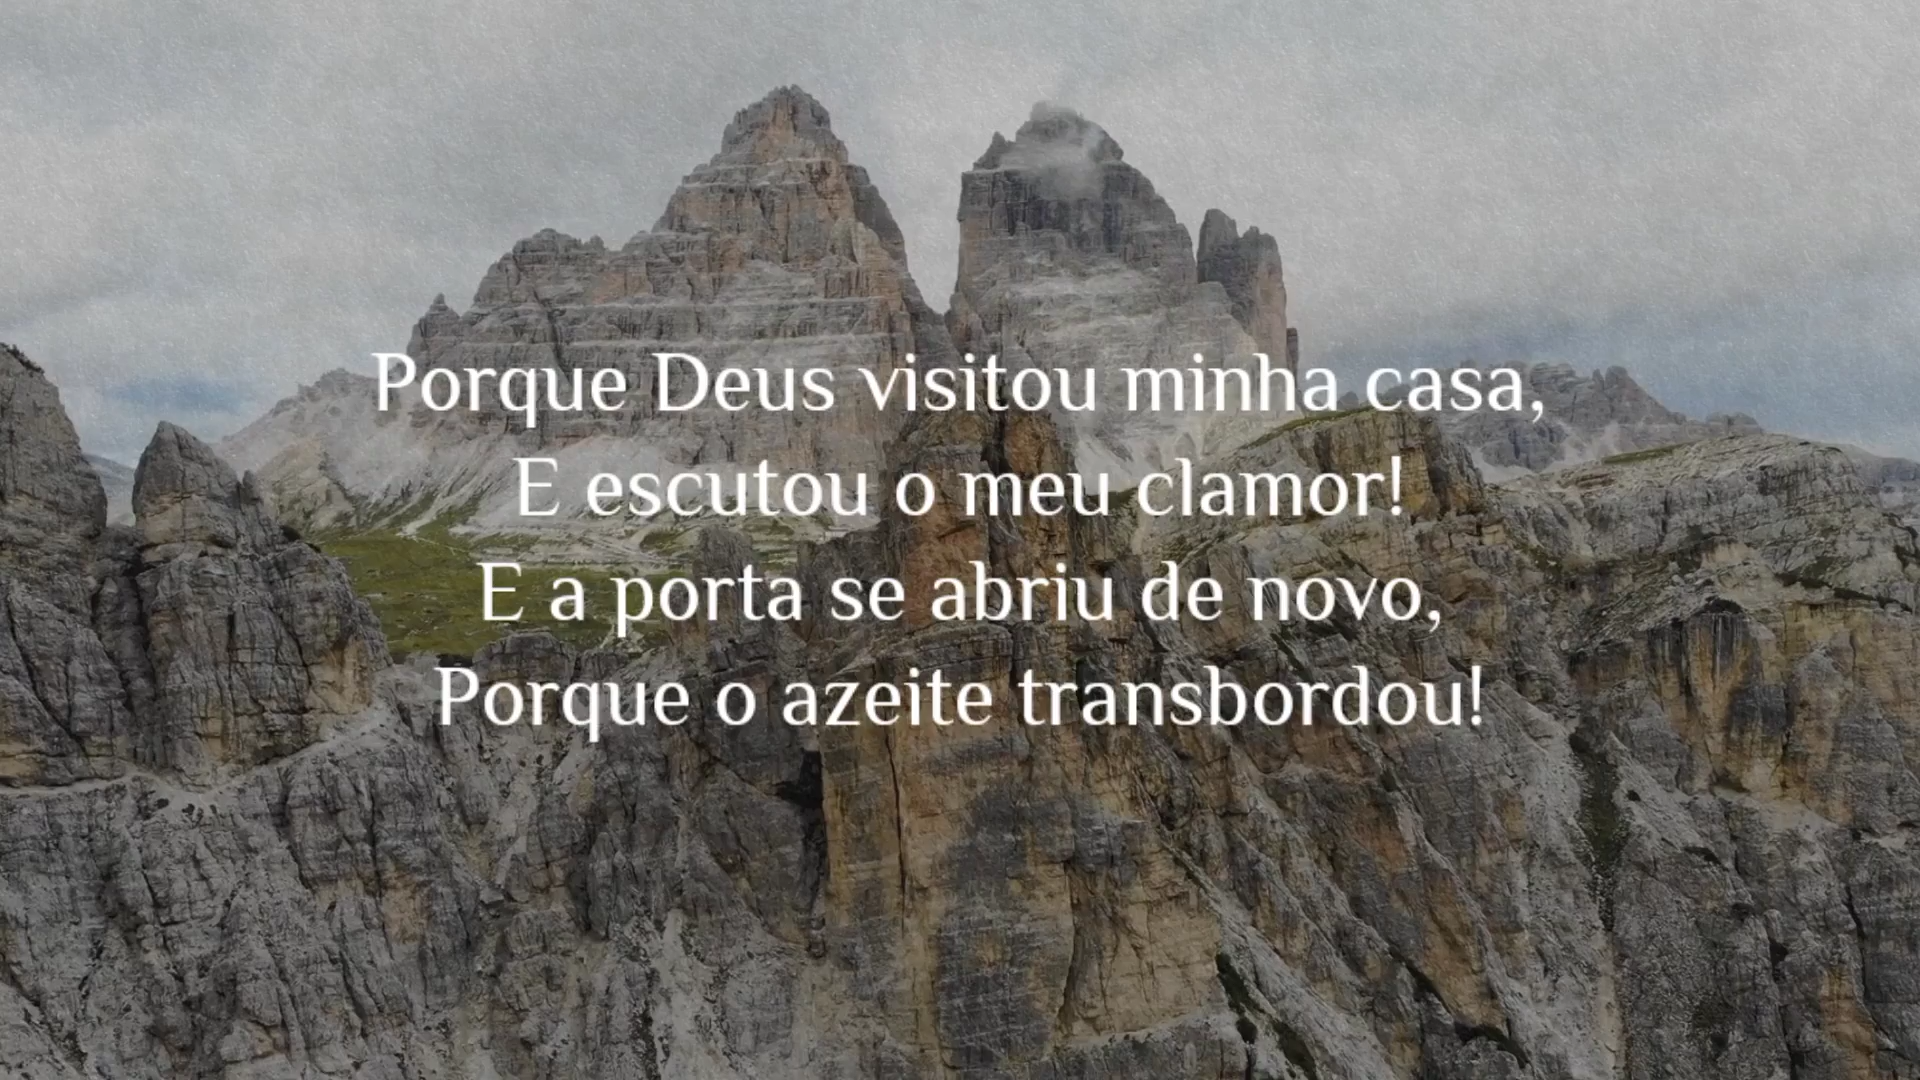 Porque Deus visitou minha casa,
E escutou o meu clamor!
E a porta se abriu de novo,
Porque o azeite transbordou!